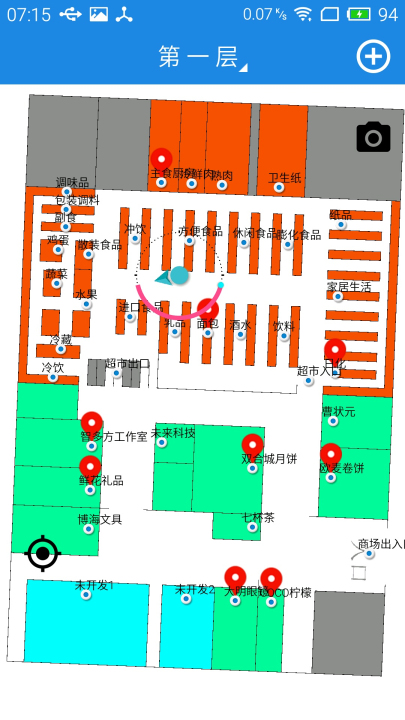 07:15 0.07 K/s 94
第一层
主食厨房 冷鲜肉 熟肉 卫生纸
调味品
包装调料
副食
纸品
冲饮 方便食品 休闲食品 膨化食品
鸡蛋 散装食品
蔬菜
水果
家居生活
进口食品
乳品 面包 酒水 饮料
冷藏
冷饮
超市出口
超市入口
曹状元
智多方工作室 未来科技
双合城月饼
欧麦卷饼
鲜花礼品
博海文具
七杯茶
商场出入口
未开发1 未开发2 大明眼镜 COCO柠檬